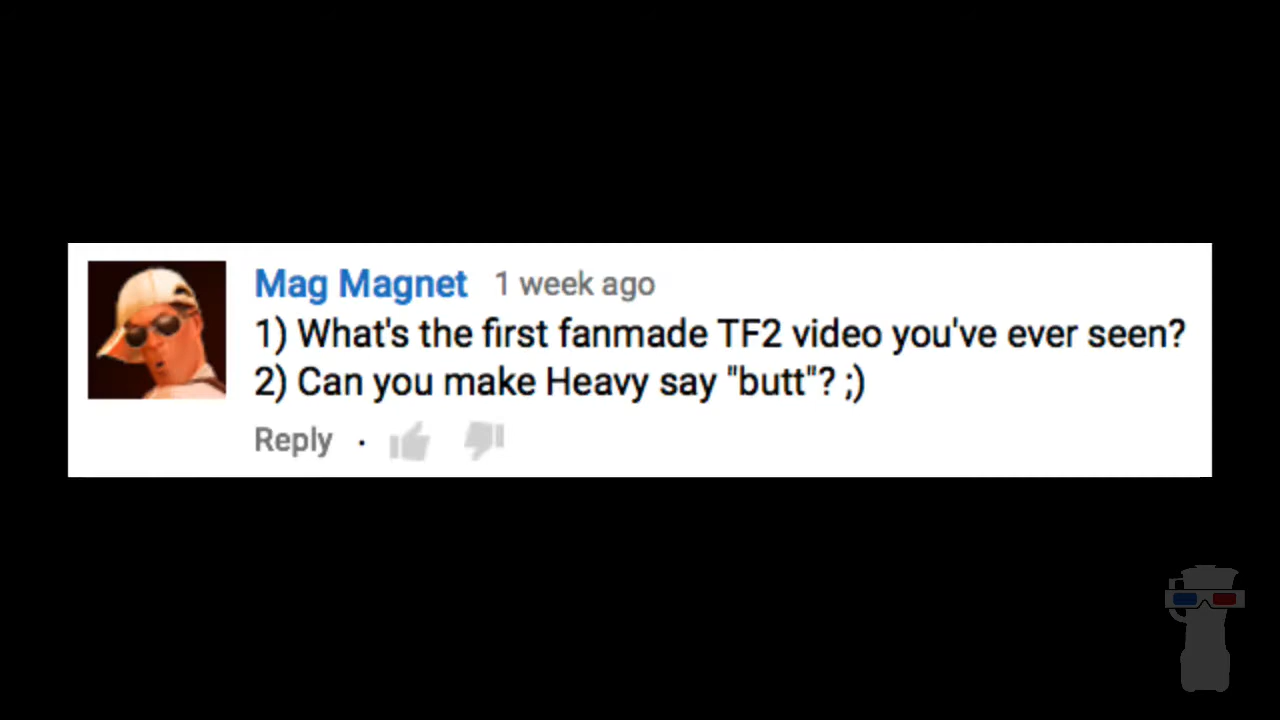 Mag Magnet 1 week ago
1) What's the first fanmade TF2 video you've ever seen?
2) Can you make Heavy say "butt"? ;)
Reply ·